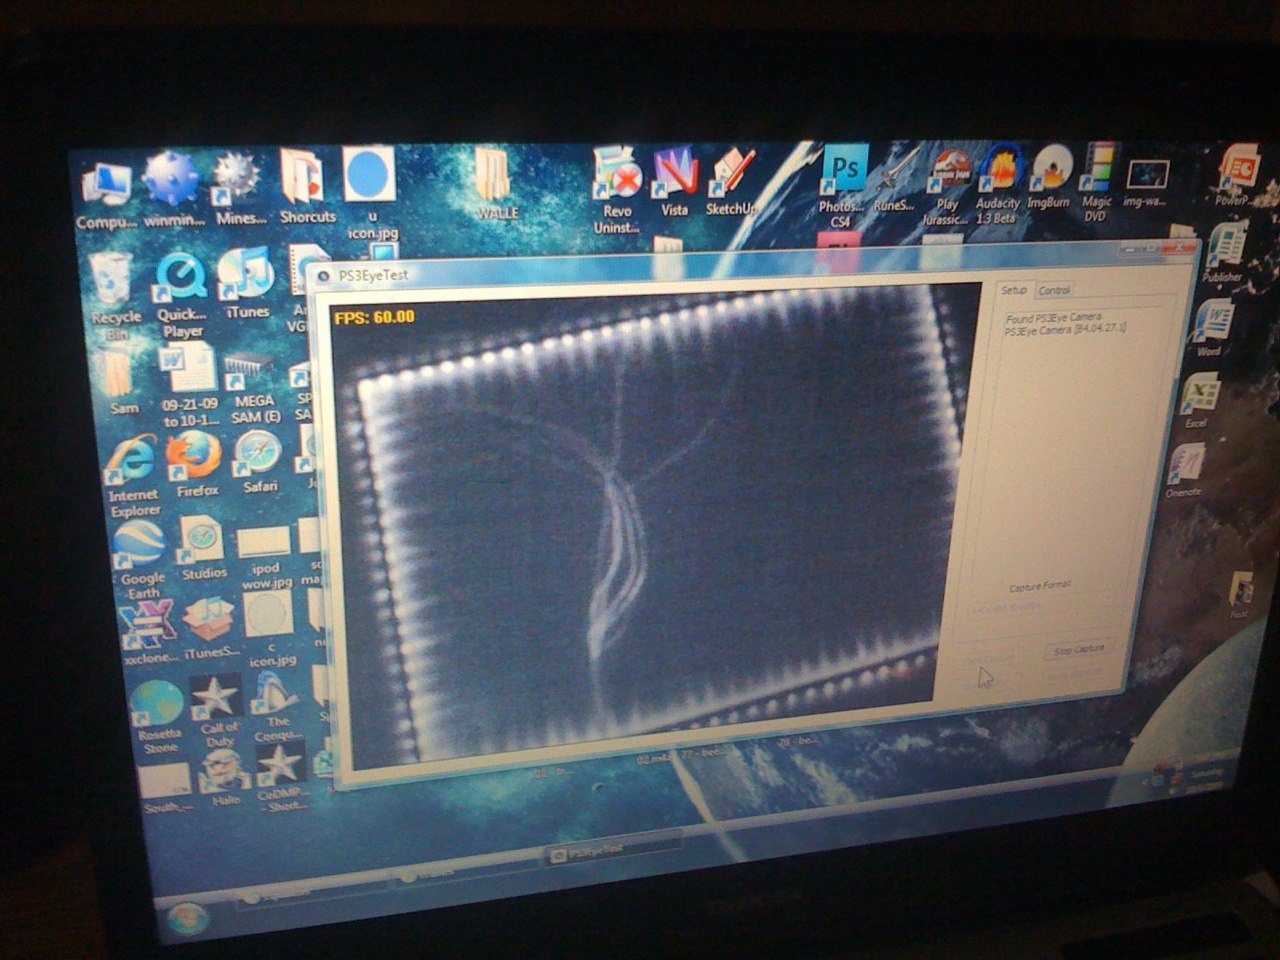 Compu...
winmin...
Mines...
Shorcuts
u
icon.jpg
WALLE
Revo
Uninst...
Vista
SketchUp
Ps
Photos...
CS4
RuneS...
Play
Jurassic...
Audacity
1.3 Beta
ImgBurn
Magic
DVD
img-wa...
PowerP...
Recycle
Bin
Quick...
Player
iTunes
Publisher
PS3EyeTest
FPS: 60.00
Setup
Control
Found PS3Eye Camera
PS3Eye Camera [B4.04.27.1]
Word
Sam
09-21-09
to 10-1...
MEGA
SAM (E)
Excel
Internet
Explorer
Firefox
Safari
Onenote
Google
Earth
Studios
ipod
wow.jpg
Capture Format
Stop Capture
xxclone...
iTunesS...
c
icon.jpg
Rosetta
Stone
Call of
Duty
The
Conqu...
South_...
Halo
CoDMP...
- Short...
PS3EyeTest